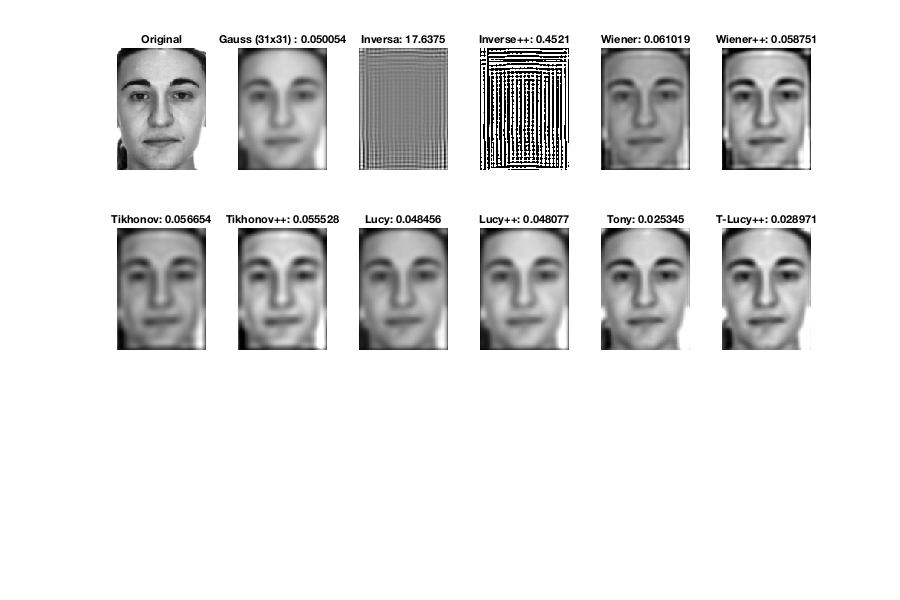 Original Gauss (31x31) : 0.050054 Inversa: 17.6375 Inverse++: 0.4521 Wiener: 0.061019 Wiener++: 0.058751
Tikhonov: 0.056654 Tikhonov++: 0.055528 Lucy: 0.048456 Lucy++: 0.048077 Tony: 0.025345 T-Lucy++: 0.028971